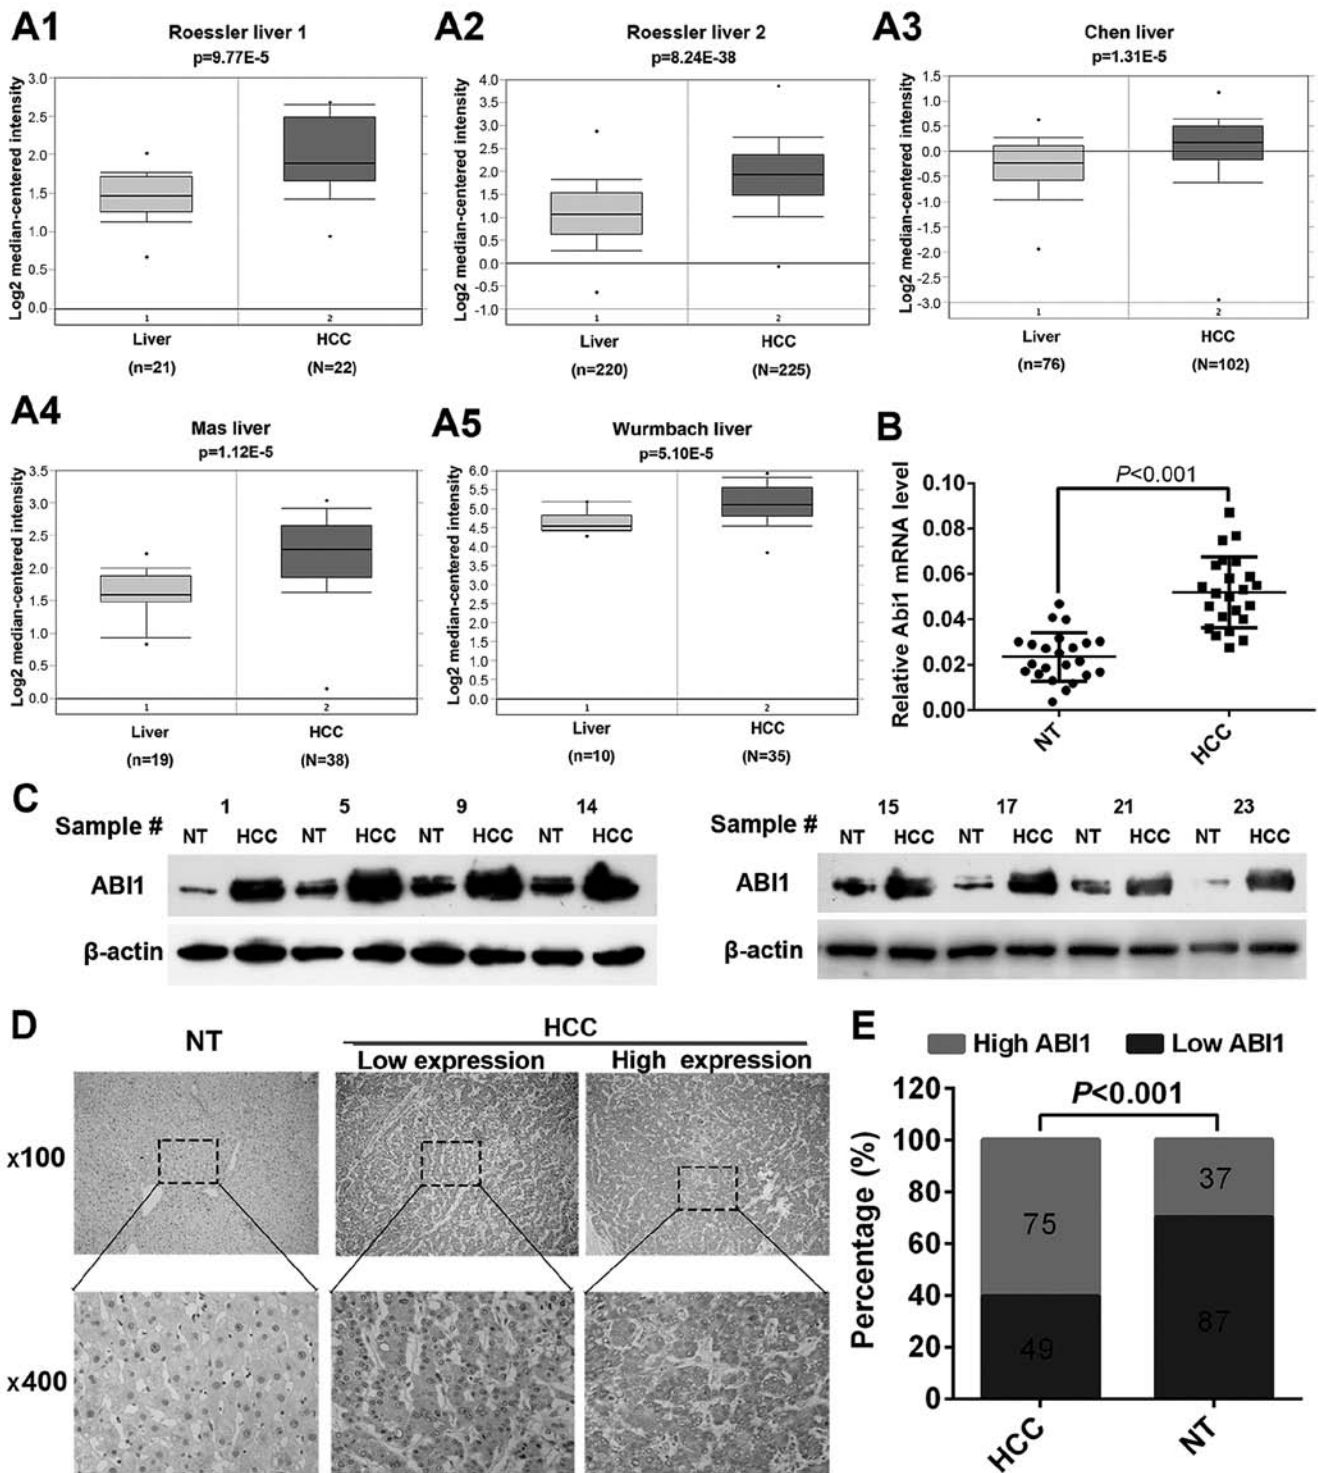 A1
Roessler liver 1
p=9.77E-5
Log2 median-centered intensity
3.0
2.5
2.0
1.5
1.0
0.5
0.0
1 2
Liver HCC
(n=21) (N=22)
A2
Roessler liver 2
p=8.24E-38
Log2 median-centered intensity
4.0
3.5
3.0
2.5
2.0
1.5
1.0
0.5
0.0
-0.5
-1.0
1 2
Liver HCC
(n=220) (N=225)
A3
Chen liver
p=1.31E-5
Log2 median-centered intensity
1.5
1.0
0.5
0.0
-0.5
-1.0
-1.5
-2.0
-2.5
-3.0
1 2
Liver HCC
(n=76) (N=102)
A4
Mas liver
p=1.12E-5
Log2 median-centered intensity
3.5
3.0
2.5
2.0
1.5
1.0
0.5
0.0
1 2
Liver HCC
(n=19) (N=38)
A5
Wurmbach liver
p=5.10E-5
Log2 median-centered intensity
6.0
5.5
5.0
4.5
4.0
3.5
3.0
2.5
2.0
1.5
1.0
0.5
0.0
1 2
Liver HCC
(n=10) (N=35)
B
P<0.001
Relative Abi1 mRNA level
0.10
0.08
0.06
0.04
0.02
0.00
NT HCC
C
1 5 9 14
Sample # NT HCC NT HCC NT HCC NT HCC
ABI1
β-actin
15 17 21 23
Sample # NT HCC NT HCC NT HCC NT HCC
ABI1
β-actin
D
NT HCC
Low expression High expression
x100
x400
E
High ABI1 Low ABI1
P<0.001
Percentage (%)
120
100
80
60
40
20
0
75 37
49 87
HCC NT